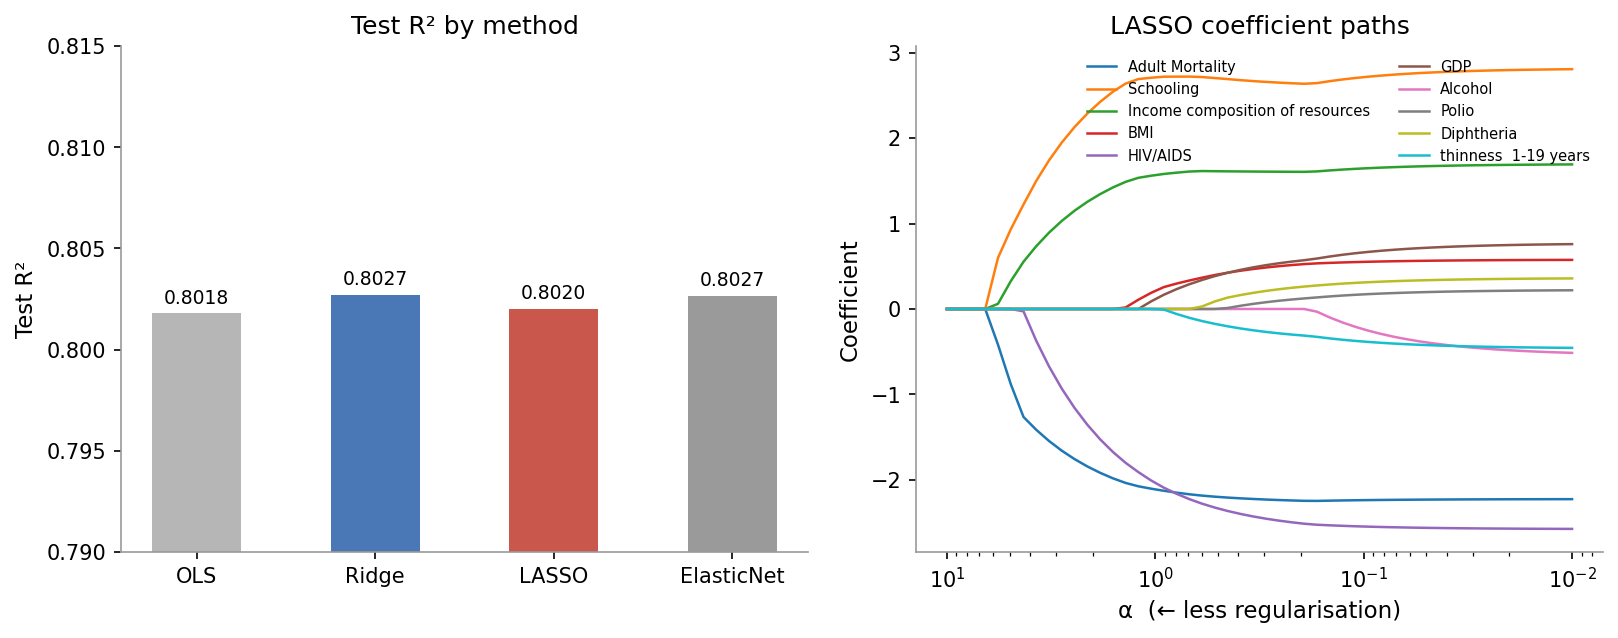 Test R² by method
0.815
0.810
0.805
0.800
0.795
0.790
Test R²
0.8018
0.8027
0.8020
0.8027
OLS
Ridge
LASSO
ElasticNet
LASSO coefficient paths
3
2
1
0
−1
−2
Coefficient
Adult Mortality
Schooling
Income composition of resources
BMI
HIV/AIDS
GDP
Alcohol
Polio
Diphtheria
thinness  1-19 years
10¹
10⁰
10⁻¹
10⁻²
α  (← less regularisation)